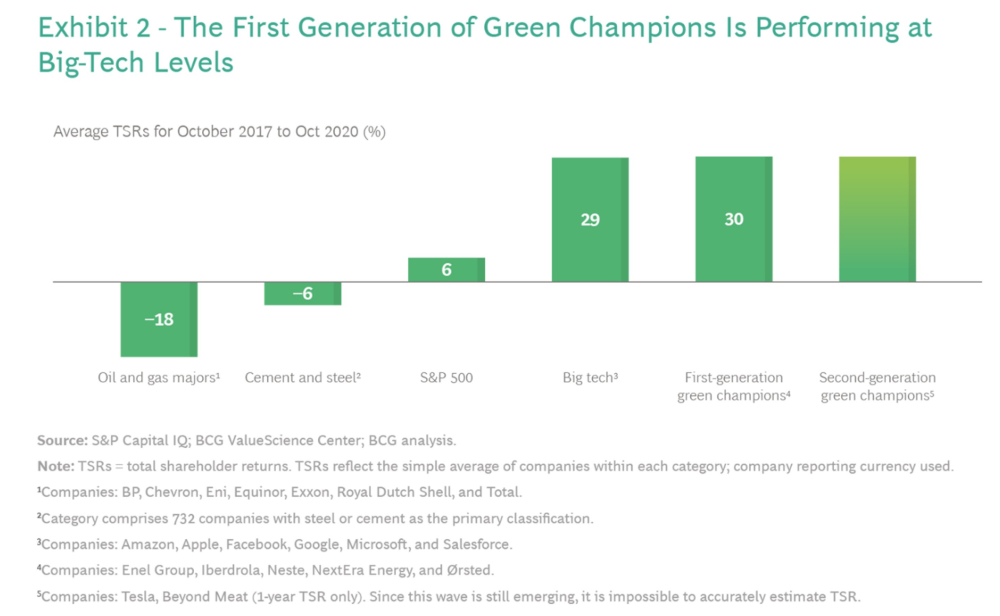 Exhibit 2 - The First Generation of Green Champions Is Performing at
Big-Tech Levels
Average TSRs for October 2017 to Oct 2020 (%)
29
30
6
–6
–18
Oil and gas majors¹
Cement and steel²
S&P 500
Big tech³
First-generation
green champions⁴
Second-generation
green champions⁵
Source: S&P Capital IQ; BCG ValueScience Center; BCG analysis.
Note: TSRs = total shareholder returns. TSRs reflect the simple average of companies within each category; company reporting currency used.
¹Companies: BP, Chevron, Eni, Equinor, Exxon, Royal Dutch Shell, and Total.
²Category comprises 732 companies with steel or cement as the primary classification.
³Companies: Amazon, Apple, Facebook, Google, Microsoft, and Salesforce.
⁴Companies: Enel Group, Iberdrola, Neste, NextEra Energy, and Ørsted.
⁵Companies: Tesla, Beyond Meat (1-year TSR only). Since this wave is still emerging, it is impossible to accurately estimate TSR.